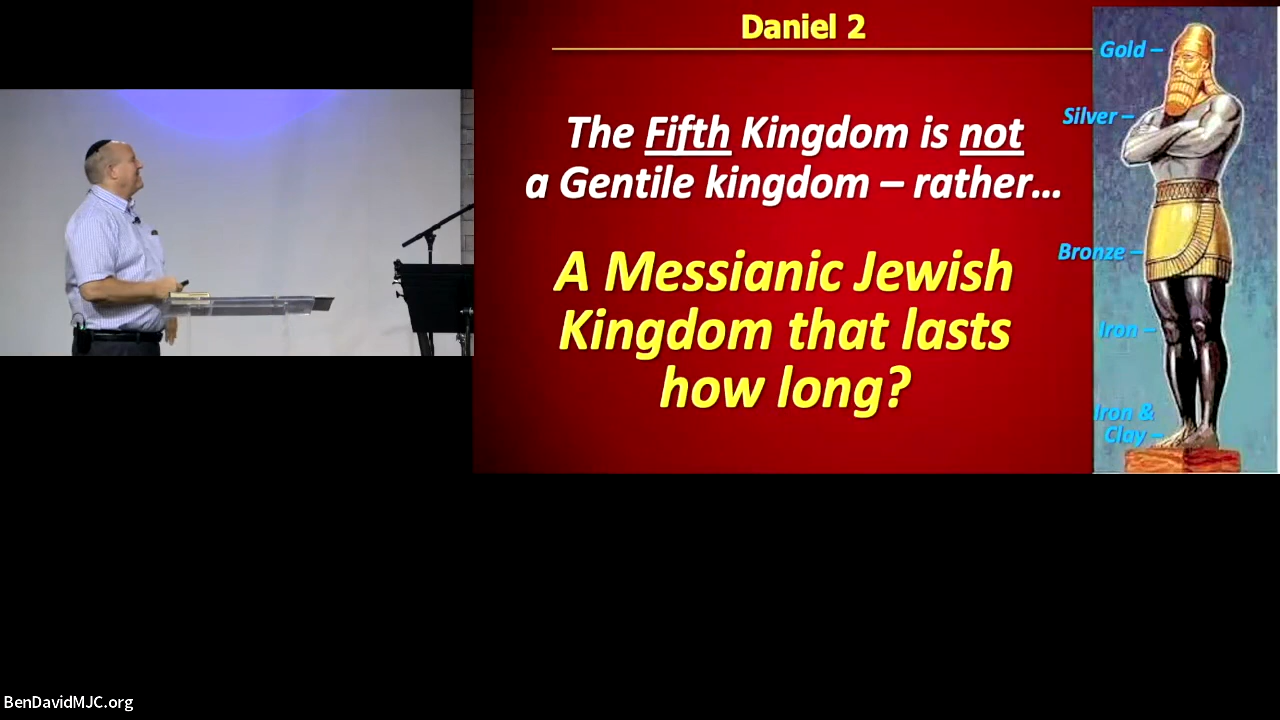 Daniel 2
The Fifth Kingdom is not
a Gentile kingdom – rather...
A Messianic Jewish
Kingdom that lasts
how long?
Gold –
Silver –
Bronze –
Iron –
Iron &
Clay –
BenDavidMJC.org